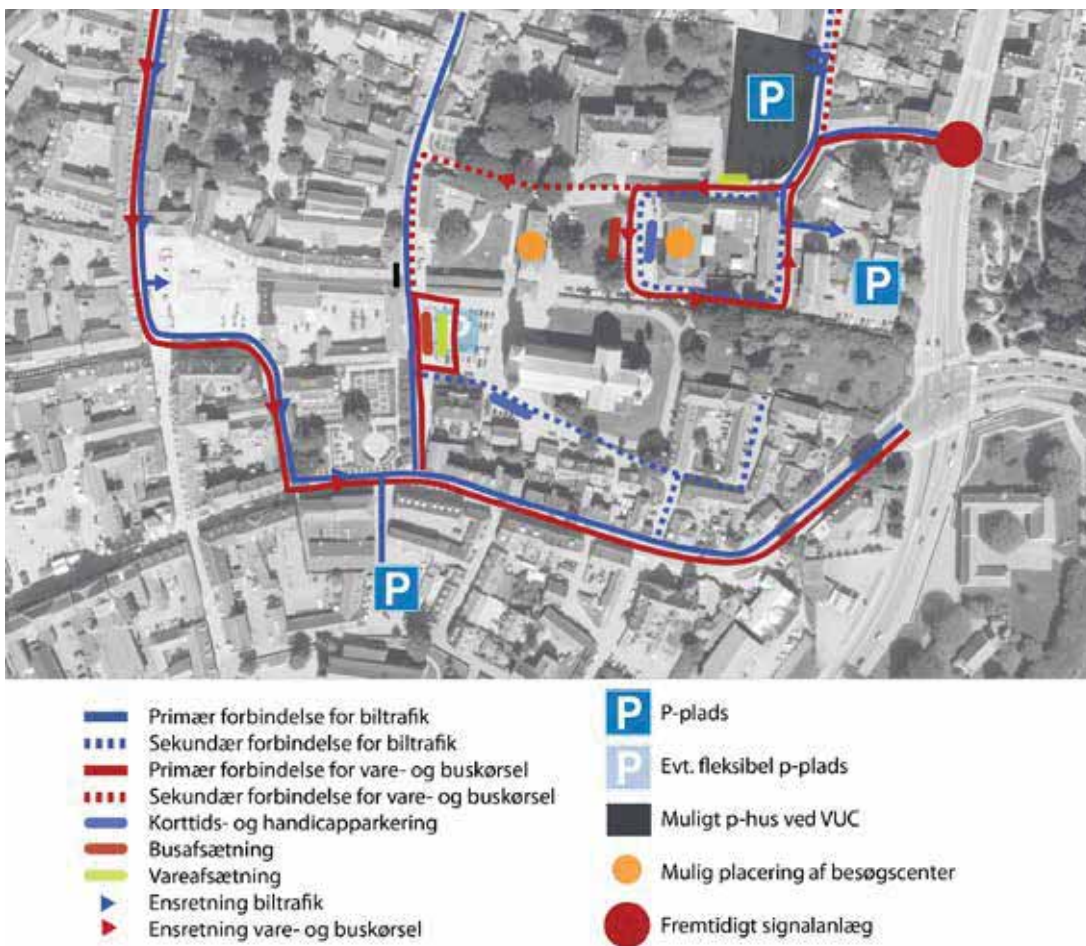 P
P
P
P
Primær forbindelse for biltrafik
Sekundær forbindelse for biltrafik
Primær forbindelse for vare- og buskørsel
Sekundær forbindelse for vare- og buskørsel
Korttids- og handicapparkering
Busafsætning
Vareafsætning
Ensretning biltrafik
Ensretning vare- og buskørsel
P P-plads
P Evt. fleksibel p-plads
Muligt p-hus ved VUC
Mulig placering af besøgscenter
Fremtidigt signalanlæg